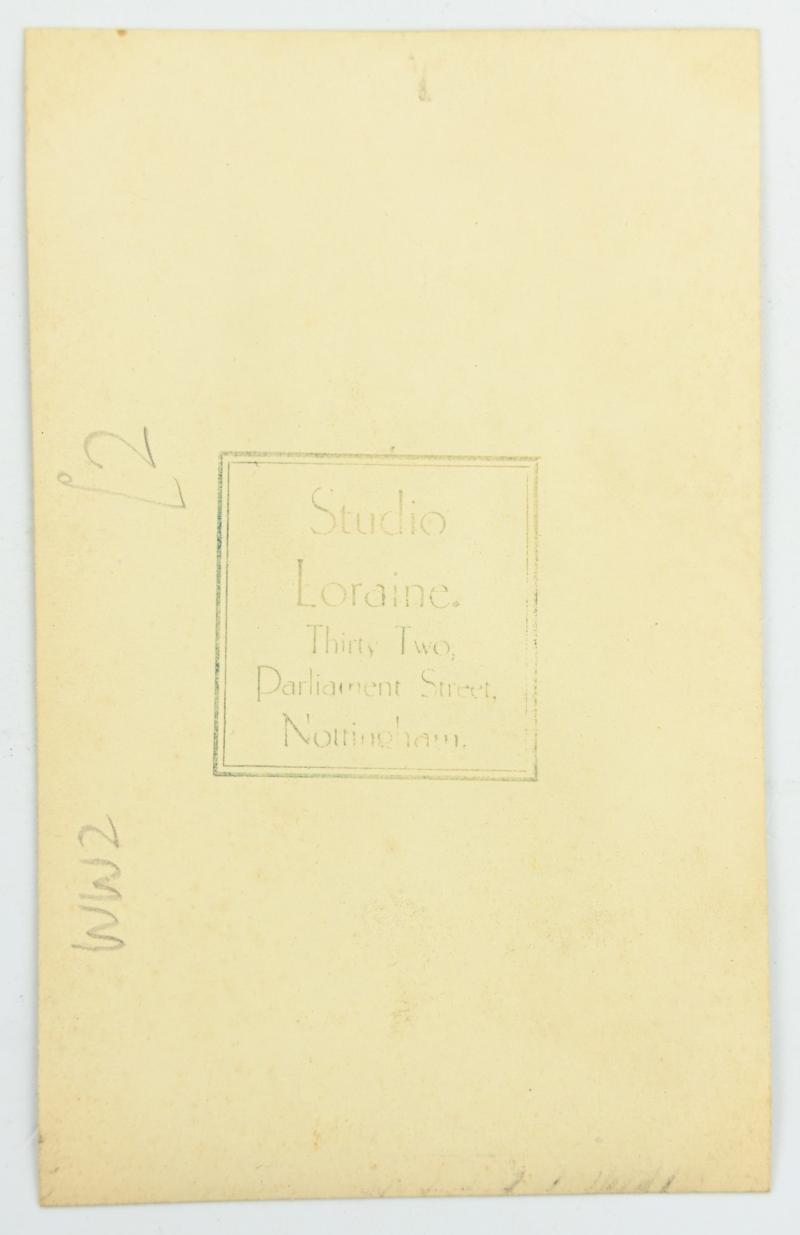 £2
Studio
Loraine.
Thirty Two,
Parliament Street,
Nottingham.
WW2